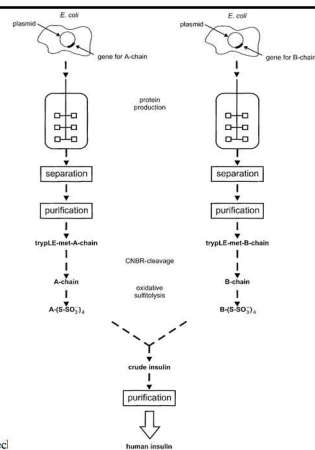 E. coli
E. coli
plasmid
plasmid
gene for A-chain
gene for B-chain
protein
production
separation
separation
purification
purification
trypLE-met-A-chain
trypLE-met-B-chain
CNBR-cleavage
A-chain
B-chain
oxidative
sulfitolysis
A-(S-SO₃⁻)₄
B-(S-SO₃⁻)₄
crude insulin
purification
human insulin